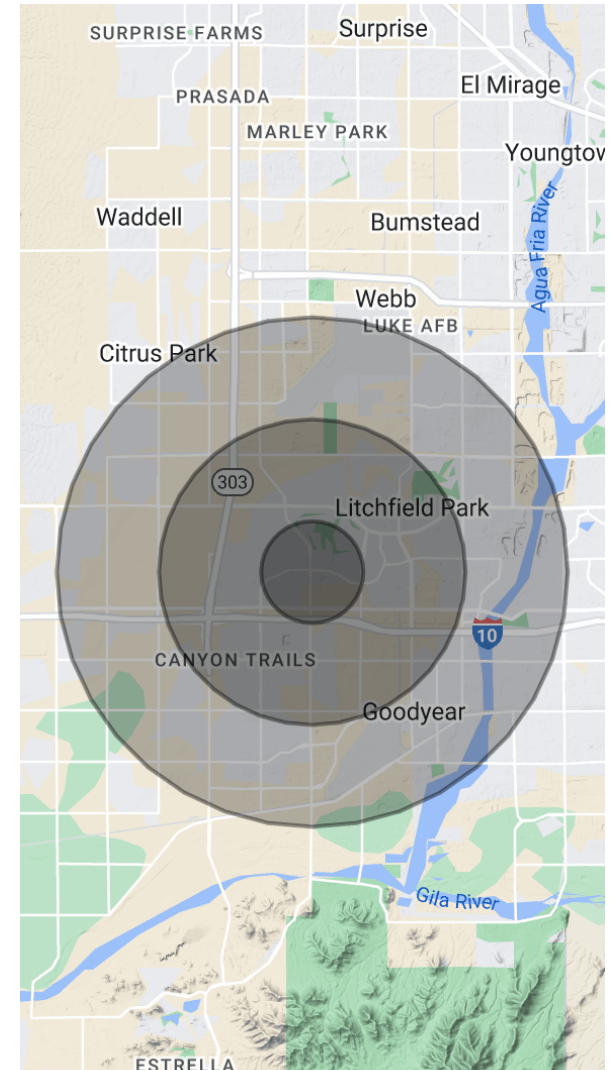 Surprise
SURPRISE FARMS
El Mirage
PRASADA
MARLEY PARK
Youngtow
Waddell
Bumstead
Agua Fria River
Webb
LUKE AFB
Citrus Park
303
Litchfield Park
10
CANYON TRAILS
Goodyear
Gila River
ESTRELLA